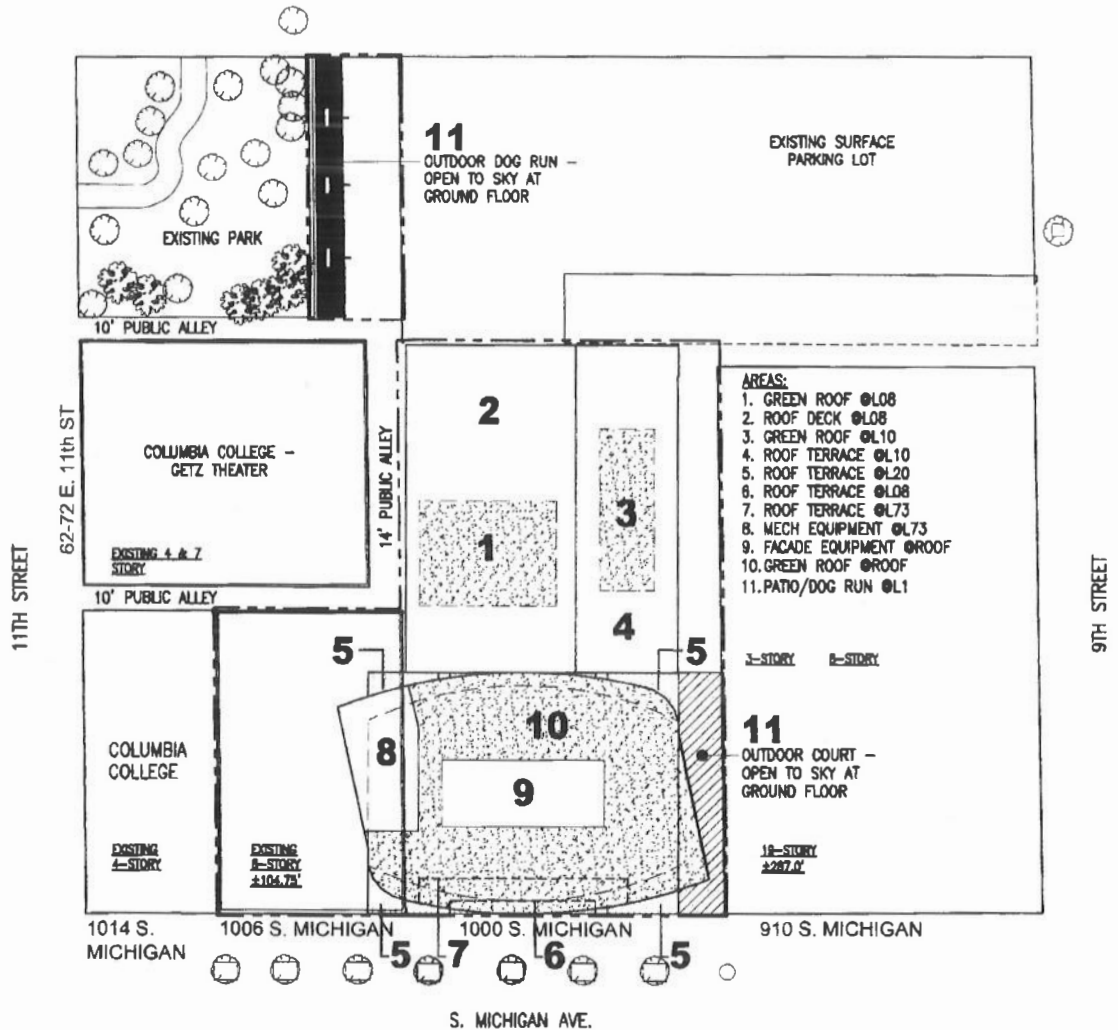 11
OUTDOOR DOG RUN –
OPEN TO SKY AT
GROUND FLOOR
EXISTING SURFACE
PARKING LOT
EXISTING PARK
10' PUBLIC ALLEY
62-72 E. 11th ST
COLUMBIA COLLEGE –
GETZ THEATER
EXISTING 4 & 7
STORY
14' PUBLIC ALLEY
10' PUBLIC ALLEY
11TH STREET
2
1
3
4
AREAS:
1. GREEN ROOF @L08
2. ROOF DECK @L08
3. GREEN ROOF @L10
4. ROOF TERRACE @L10
5. ROOF TERRACE @L20
6. ROOF TERRACE @L08
7. ROOF TERRACE @L73
8. MECH EQUIPMENT @L73
9. FACADE EQUIPMENT @ROOF
10. GREEN ROOF @ROOF
11. PATIO/DOG RUN @L1
9TH STREET
3-STORY
5
5
10
8
9
11
OUTDOOR COURT –
OPEN TO SKY AT
GROUND FLOOR
COLUMBIA
COLLEGE
EXISTING
4-STORY
EXISTING
8-STORY
±104.75'
19-STORY
±287.0'
1014 S.
MICHIGAN
1006 S. MICHIGAN
1000 S. MICHIGAN
910 S. MICHIGAN
5
7
6
5
S. MICHIGAN AVE.